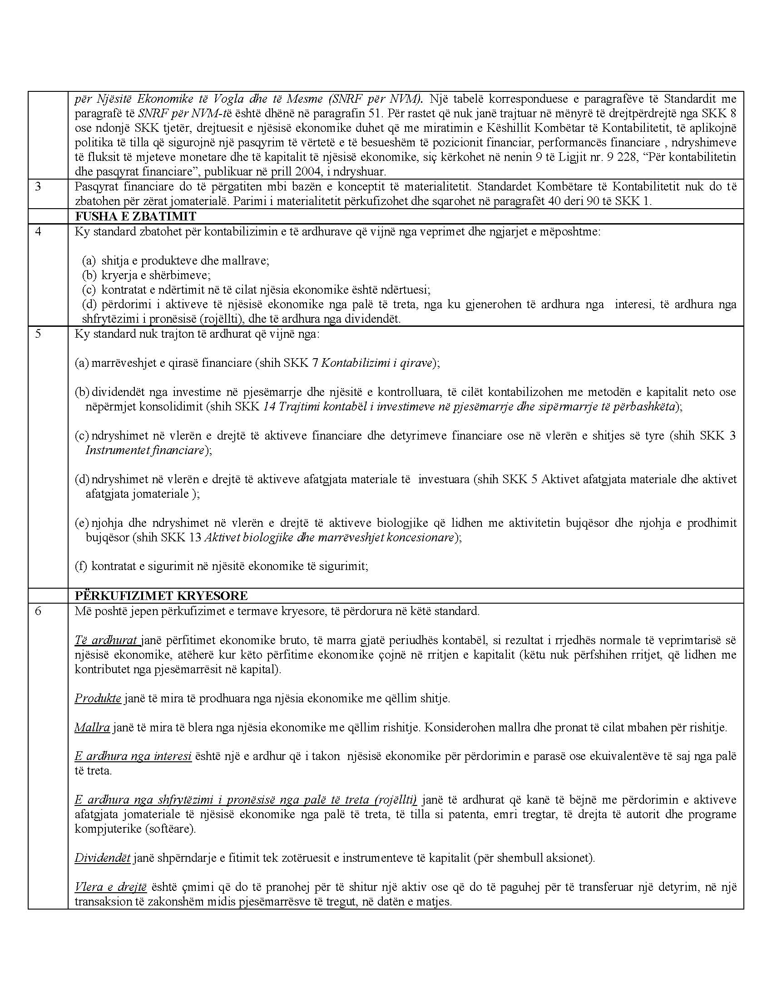 për Njësitë Ekonomike të Vogla dhe të Mesme (SNRF për NVM). Një tabelë korresponduese e paragrafëve të Standardit me
paragrafë të SNRF për NVM-të është dhënë në paragrafin 51. Për rastet që nuk janë trajtuar në mënyrë të drejtpërdrejtë nga SKK 8
ose ndonjë SKK tjetër, drejtuesit e njësisë ekonomike duhet që me miratimin e Këshillit Kombëtar të Kontabilitetit, të aplikojnë
politika të tilla që sigurojnë një pasqyrim të vërtetë e të besueshëm të pozicionit financiar, performancës financiare , ndryshimeve
të fluksit të mjeteve monetare dhe të kapitalit të njësisë ekonomike, siç kërkohet në nenin 9 të Ligjit nr. 9 228, “Për kontabilitetin
dhe pasqyrat financiare”, publikuar në prill 2004, i ndryshuar.
3 Pasqyrat financiare do të përgatiten mbi bazën e konceptit të materialitetit. Standardet Kombëtare të Kontabilitetit nuk do të
zbatohen për zërat jomaterialë. Parimi i materialitetit përkufizohet dhe sqarohet në paragrafët 40 deri 90 të SKK 1.
FUSHA E ZBATIMIT
4 Ky standard zbatohet për kontabilizimin e të ardhurave që vijnë nga veprimet dhe ngjarjet e mëposhtme:
(a) shitja e produkteve dhe mallrave;
(b) kryerja e shërbimeve;
(c) kontratat e ndërtimit në të cilat njësia ekonomike është ndërtuesi;
(d) përdorimi i aktiveve të njësisë ekonomike nga palë të treta, nga ku gjenerohen të ardhura nga interesi, të ardhura nga
shfrytëzimi i pronësisë (rojëllti), dhe të ardhura nga dividendët.
5 Ky standard nuk trajton të ardhurat që vijnë nga:
(a) marrëveshjet e qirasë financiare (shih SKK 7 Kontabilizimi i qirave);
(b) dividendët nga investime në pjesëmarrje dhe njësitë e kontrolluara, të cilët kontabilizohen me metodën e kapitalit neto ose
nëpërmjet konsolidimit (shih SKK 14 Trajtimi kontabël i investimeve në pjesëmarrje dhe sipërmarrje të përbashkëta);
(c) ndryshimet në vlerën e drejtë të aktiveve financiare dhe detyrimeve financiare ose në vlerën e shitjes së tyre (shih SKK 3
Instrumentet financiare);
(d) ndryshimet në vlerën e drejtë të aktiveve afatgjata materiale të investuara (shih SKK 5 Aktivet afatgjata materiale dhe aktivet
afatgjata jomateriale );
(e) njohja dhe ndryshimet në vlerën e drejtë të aktiveve biologjike që lidhen me aktivitetin bujqësor dhe njohja e prodhimit
bujqësor (shih SKK 13 Aktivet biologjike dhe marrëveshjet koncesionare);
(f) kontratat e sigurimit në njësitë ekonomike të sigurimit;
PËRKUFIZIMET KRYESORE
6 Më poshtë jepen përkufizimet e termave kryesore, të përdorura në këtë standard.
Të ardhurat janë përfitimet ekonomike bruto, të marra gjatë periudhës kontabël, si rezultat i rrjedhës normale të veprimtarisë së
njësisë ekonomike, atëherë kur këto përfitime ekonomike çojnë në rritjen e kapitalit (këtu nuk përfshihen rritjet, që lidhen me
kontributet nga pjesëmarrësit në kapital).
Produkte janë të mira të prodhuara nga njësia ekonomike me qëllim shitje.
Mallra janë të mira të blera nga njësia ekonomike me qëllim rishitje. Konsiderohen mallra dhe pronat të cilat mbahen për rishitje.
E ardhura nga interesi është një e ardhur që i takon njësisë ekonomike për përdorimin e parasë ose ekuivalentëve të saj nga palë
të treta.
E ardhura nga shfrytëzimi i pronësisë nga palë të treta (rojëllti) janë të ardhurat që kanë të bëjnë me përdorimin e aktiveve
afatgjata jomateriale të njësisë ekonomike nga palë të treta, të tilla si patenta, emri tregtar, të drejta të autorit dhe programe
kompjuterike (softëare).
Dividendët janë shpërndarje e fitimit tek zotëruesit e instrumenteve të kapitalit (për shembull aksionet).
Vlera e drejtë është çmimi që do të pranohej për të shitur një aktiv ose që do të paguhej për të transferuar një detyrim, në një
transaksion të zakonshëm midis pjesëmarrësve të tregut, në datën e matjes.